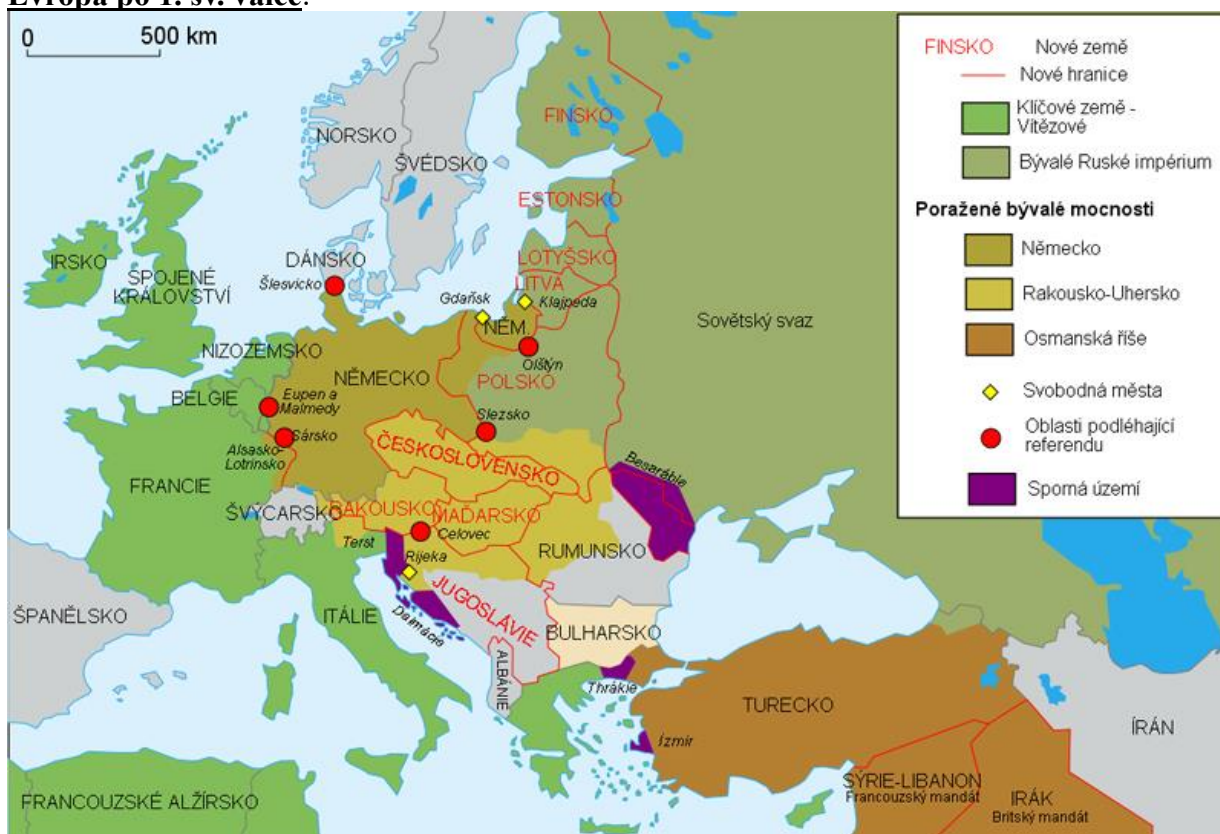 Evropa po 1. sv. válce:
0 500 km
NORSKO
ŠVÉDSKO
FINSKO
ESTONSKO
LOTYŠSKO
LITVA
IRSKO
SPOJENÉ
KRÁLOVSTVÍ
DÁNSKO
Šlesvicko
Gdaňsk
Klajpeda
NĚM.
Olštýn
NIZOZEMSKO
NĚMECKO
POLSKO
Sovětský svaz
BELGIE
Eupen a
Malmedy
Slezsko
Sársko
Alsasko-
Lotrinsko
ČESKOSLOVENSKO
Besarábie
FRANCIE
ŠVÝCARSKO
RAKOUSKO
MAĎARSKO
Celovec
Terst
Rijeka
RUMUNSKO
JUGOSLÁVIE
ŠPANĚLSKO
ITÁLIE
Dalmácie
BULHARSKO
ALBÁNIE
Thrákie
TURECKO
ÍRÁN
Ízmir
SÝRIE-LIBANON
Francouzský mandát
IRÁK
Britský mandát
FRANCOUZSKÉ ALŽÍRSKO
FINSKO Nové země
Nové hranice
Klíčové země -
Vítězové
Bývalé Ruské impérium
Poražené bývalé mocnosti
Německo
Rakousko-Uhersko
Osmanská říše
Svobodná města
Oblasti podléhající
referendu
Sporná území